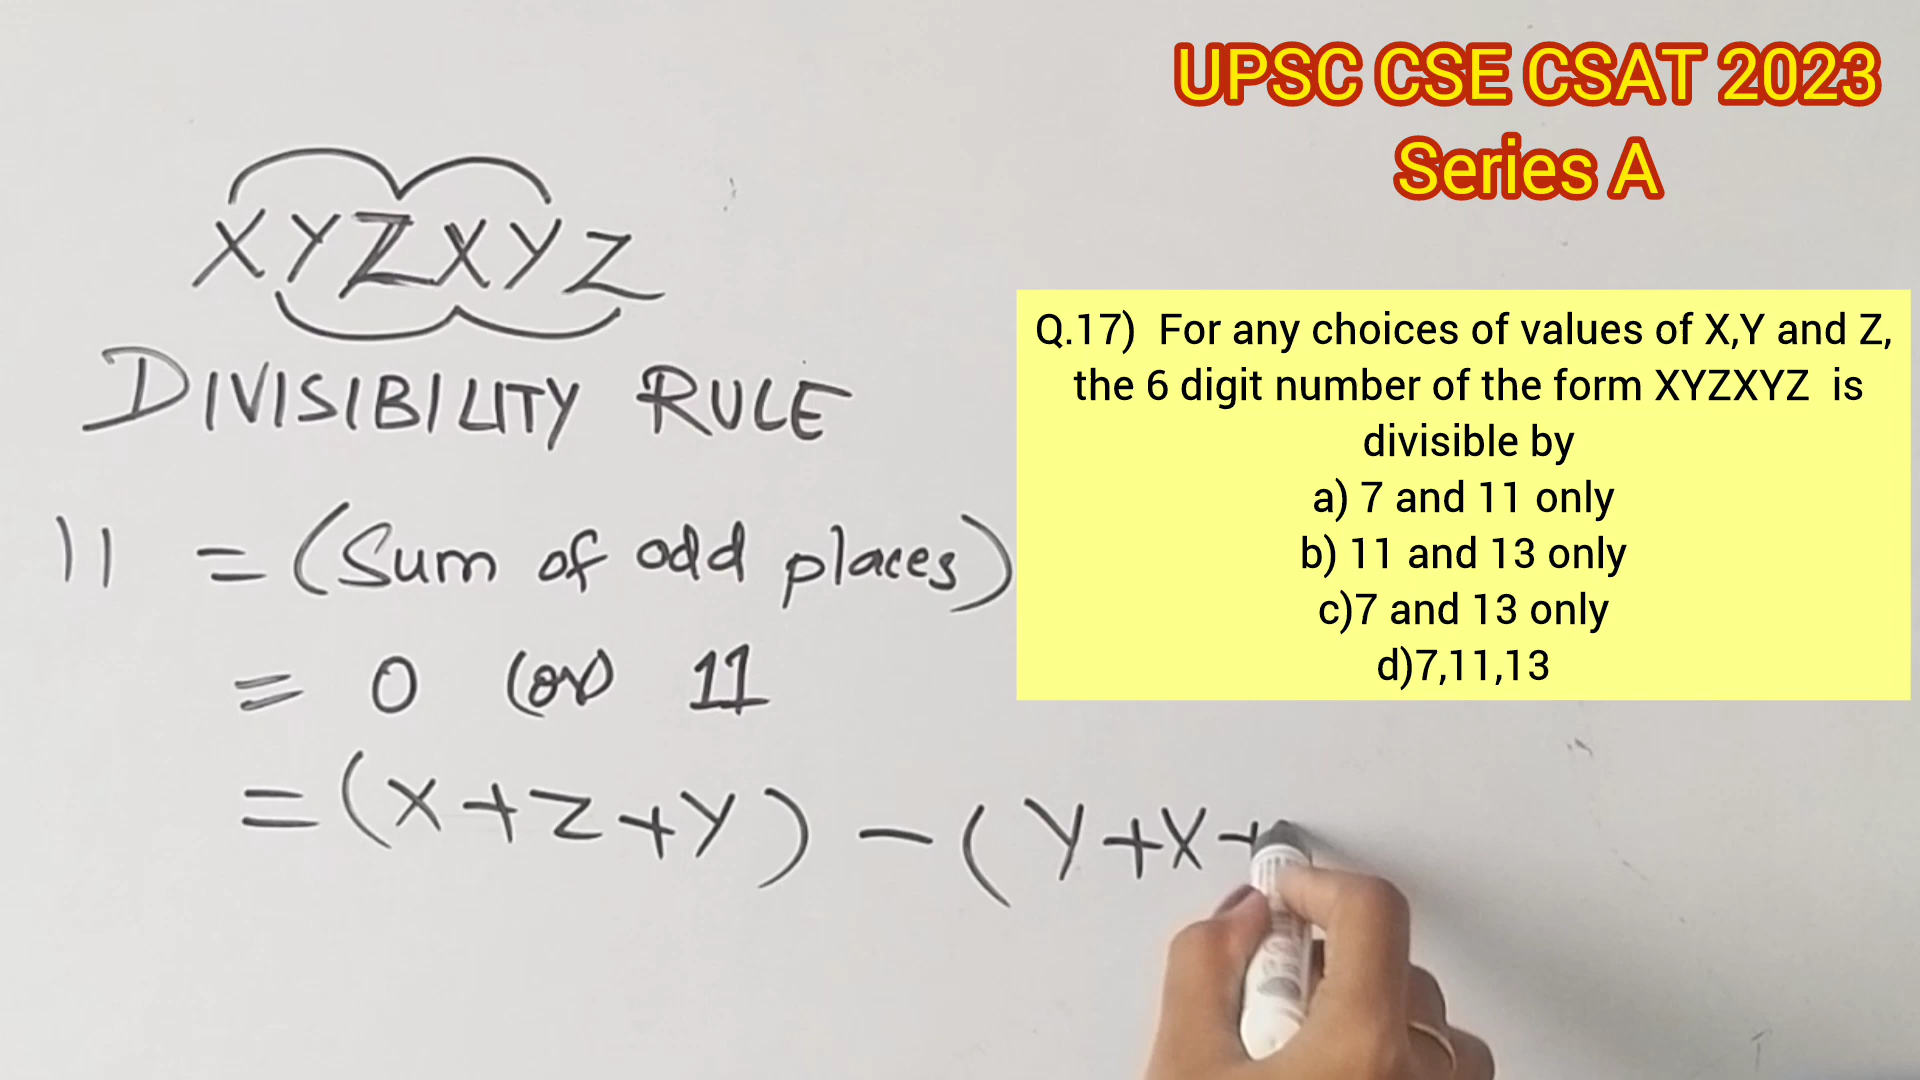 UPSC CSE CSAT 2023
Series A
XYZXYZ
DIVISIBILITY RULE
11 = (Sum of odd places)
= 0 (or) 11
= (X+Z+Y) - (Y+X+
Q.17) For any choices of values of X,Y and Z,
the 6 digit number of the form XYZXYZ is
divisible by
a) 7 and 11 only
b) 11 and 13 only
c)7 and 13 only
d)7,11,13